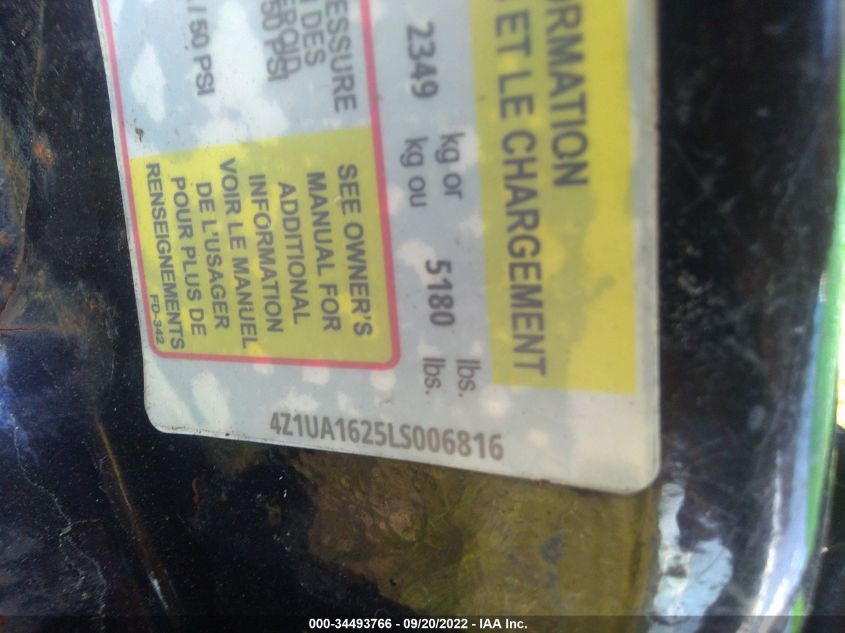 ORMATION
ET LE CHARGEMENT
2349 kg or 5180 lbs.
kg ou lbs.
ESSURE
DES
50 PSI
/ 50 PSI
SEE OWNER'S
MANUAL FOR
ADDITIONAL
INFORMATION
VOIR LE MANUEL
DE L'USAGER
POUR PLUS DE
RENSEIGNEMENTS
FD-342
4Z1UA1625LS006816
000-34493766 - 09/20/2022 - IAA Inc.